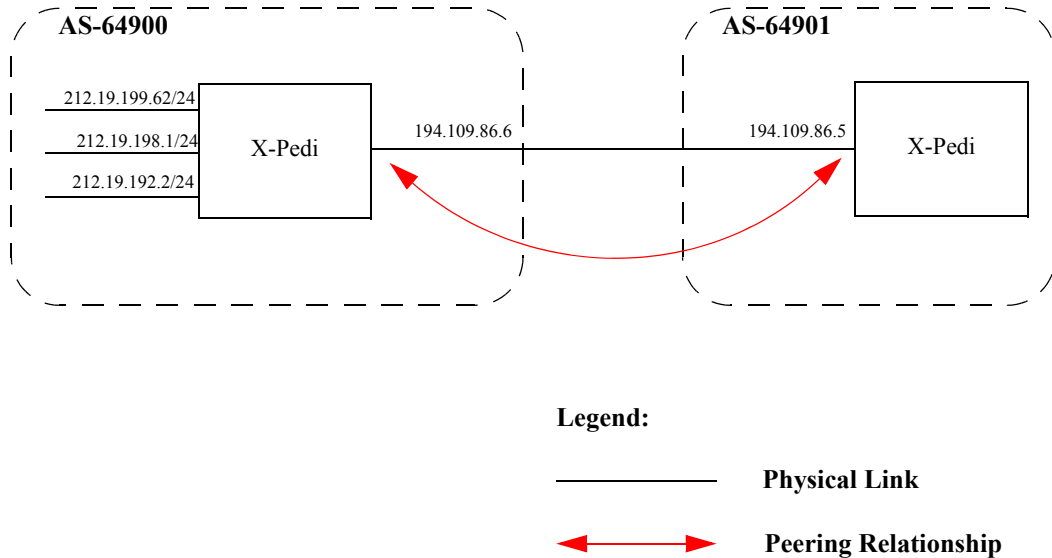 AS-64900
AS-64901
212.19.199.62/24
212.19.198.1/24
212.19.192.2/24
X-Pedi
194.109.86.6
194.109.86.5
X-Pedi
Legend:
Physical Link
Peering Relationship